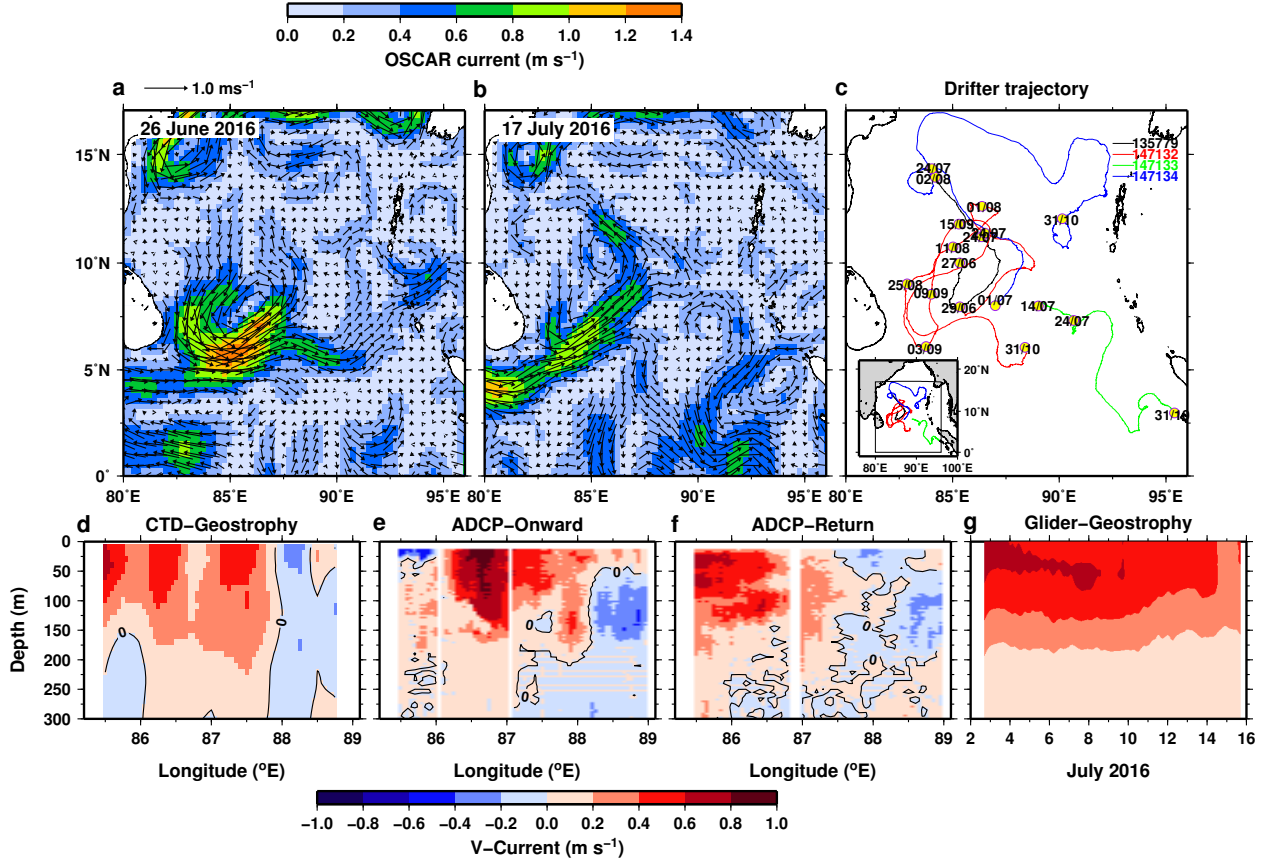 0.0 0.2 0.4 0.6 0.8 1.0 1.2 1.4
OSCAR current (m s−1)
a 1.0 ms−1 b c Drifter trajectory
26 June 2016
17 July 2016
135779
147132
147133
147134
15˚N
10˚N
5˚N
0˚
80˚E 85˚E 90˚E 95˚E
80˚E 85˚E 90˚E 95˚E
80˚E 85˚E 90˚E 95˚E
24/07
02/08
01/08
15/09
24/07
31/10
11/08
27/06
25/08
09/09
29/06
01/07
14/07
24/07
03/09
31/10
31/10
20˚N
10˚N
0˚
80˚E 90˚E 100˚E
d CTD−Geostrophy e ADCP−Onward f ADCP−Return g Glider−Geostrophy
Depth (m)
0
50
100
150
200
250
300
0 0
0 0 0
0 0
86 87 88 89
86 87 88 89
86 87 88 89
2 4 6 8 10 12 14 16
Longitude (oE) Longitude (oE) Longitude (oE) July 2016
−1.0 −0.8 −0.6 −0.4 −0.2 0.0 0.2 0.4 0.6 0.8 1.0
V−Current (m s−1)